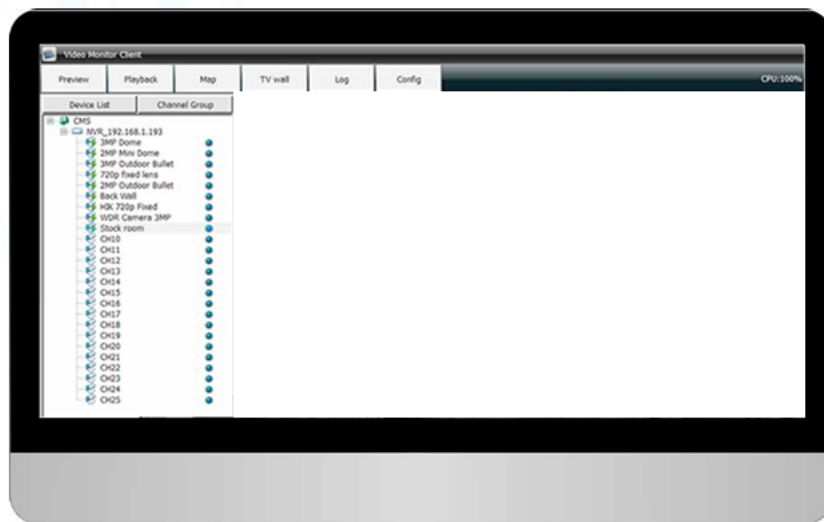 Video Monitor Client
Preview Playback Map TV wall Log Config CPU:100%
Device List Channel Group
CMS
NVR_192.168.1.193
3MP Dome
2MP Mini Dome
3MP Outdoor Bullet
720p fixed lens
2MP Outdoor Bullet
Back Wall
HIK 720p Fixed
WDR Camera 3MP
Stock room
CH10
CH11
CH12
CH13
CH14
CH15
CH16
CH17
CH18
CH19
CH20
CH21
CH22
CH23
CH24
CH25